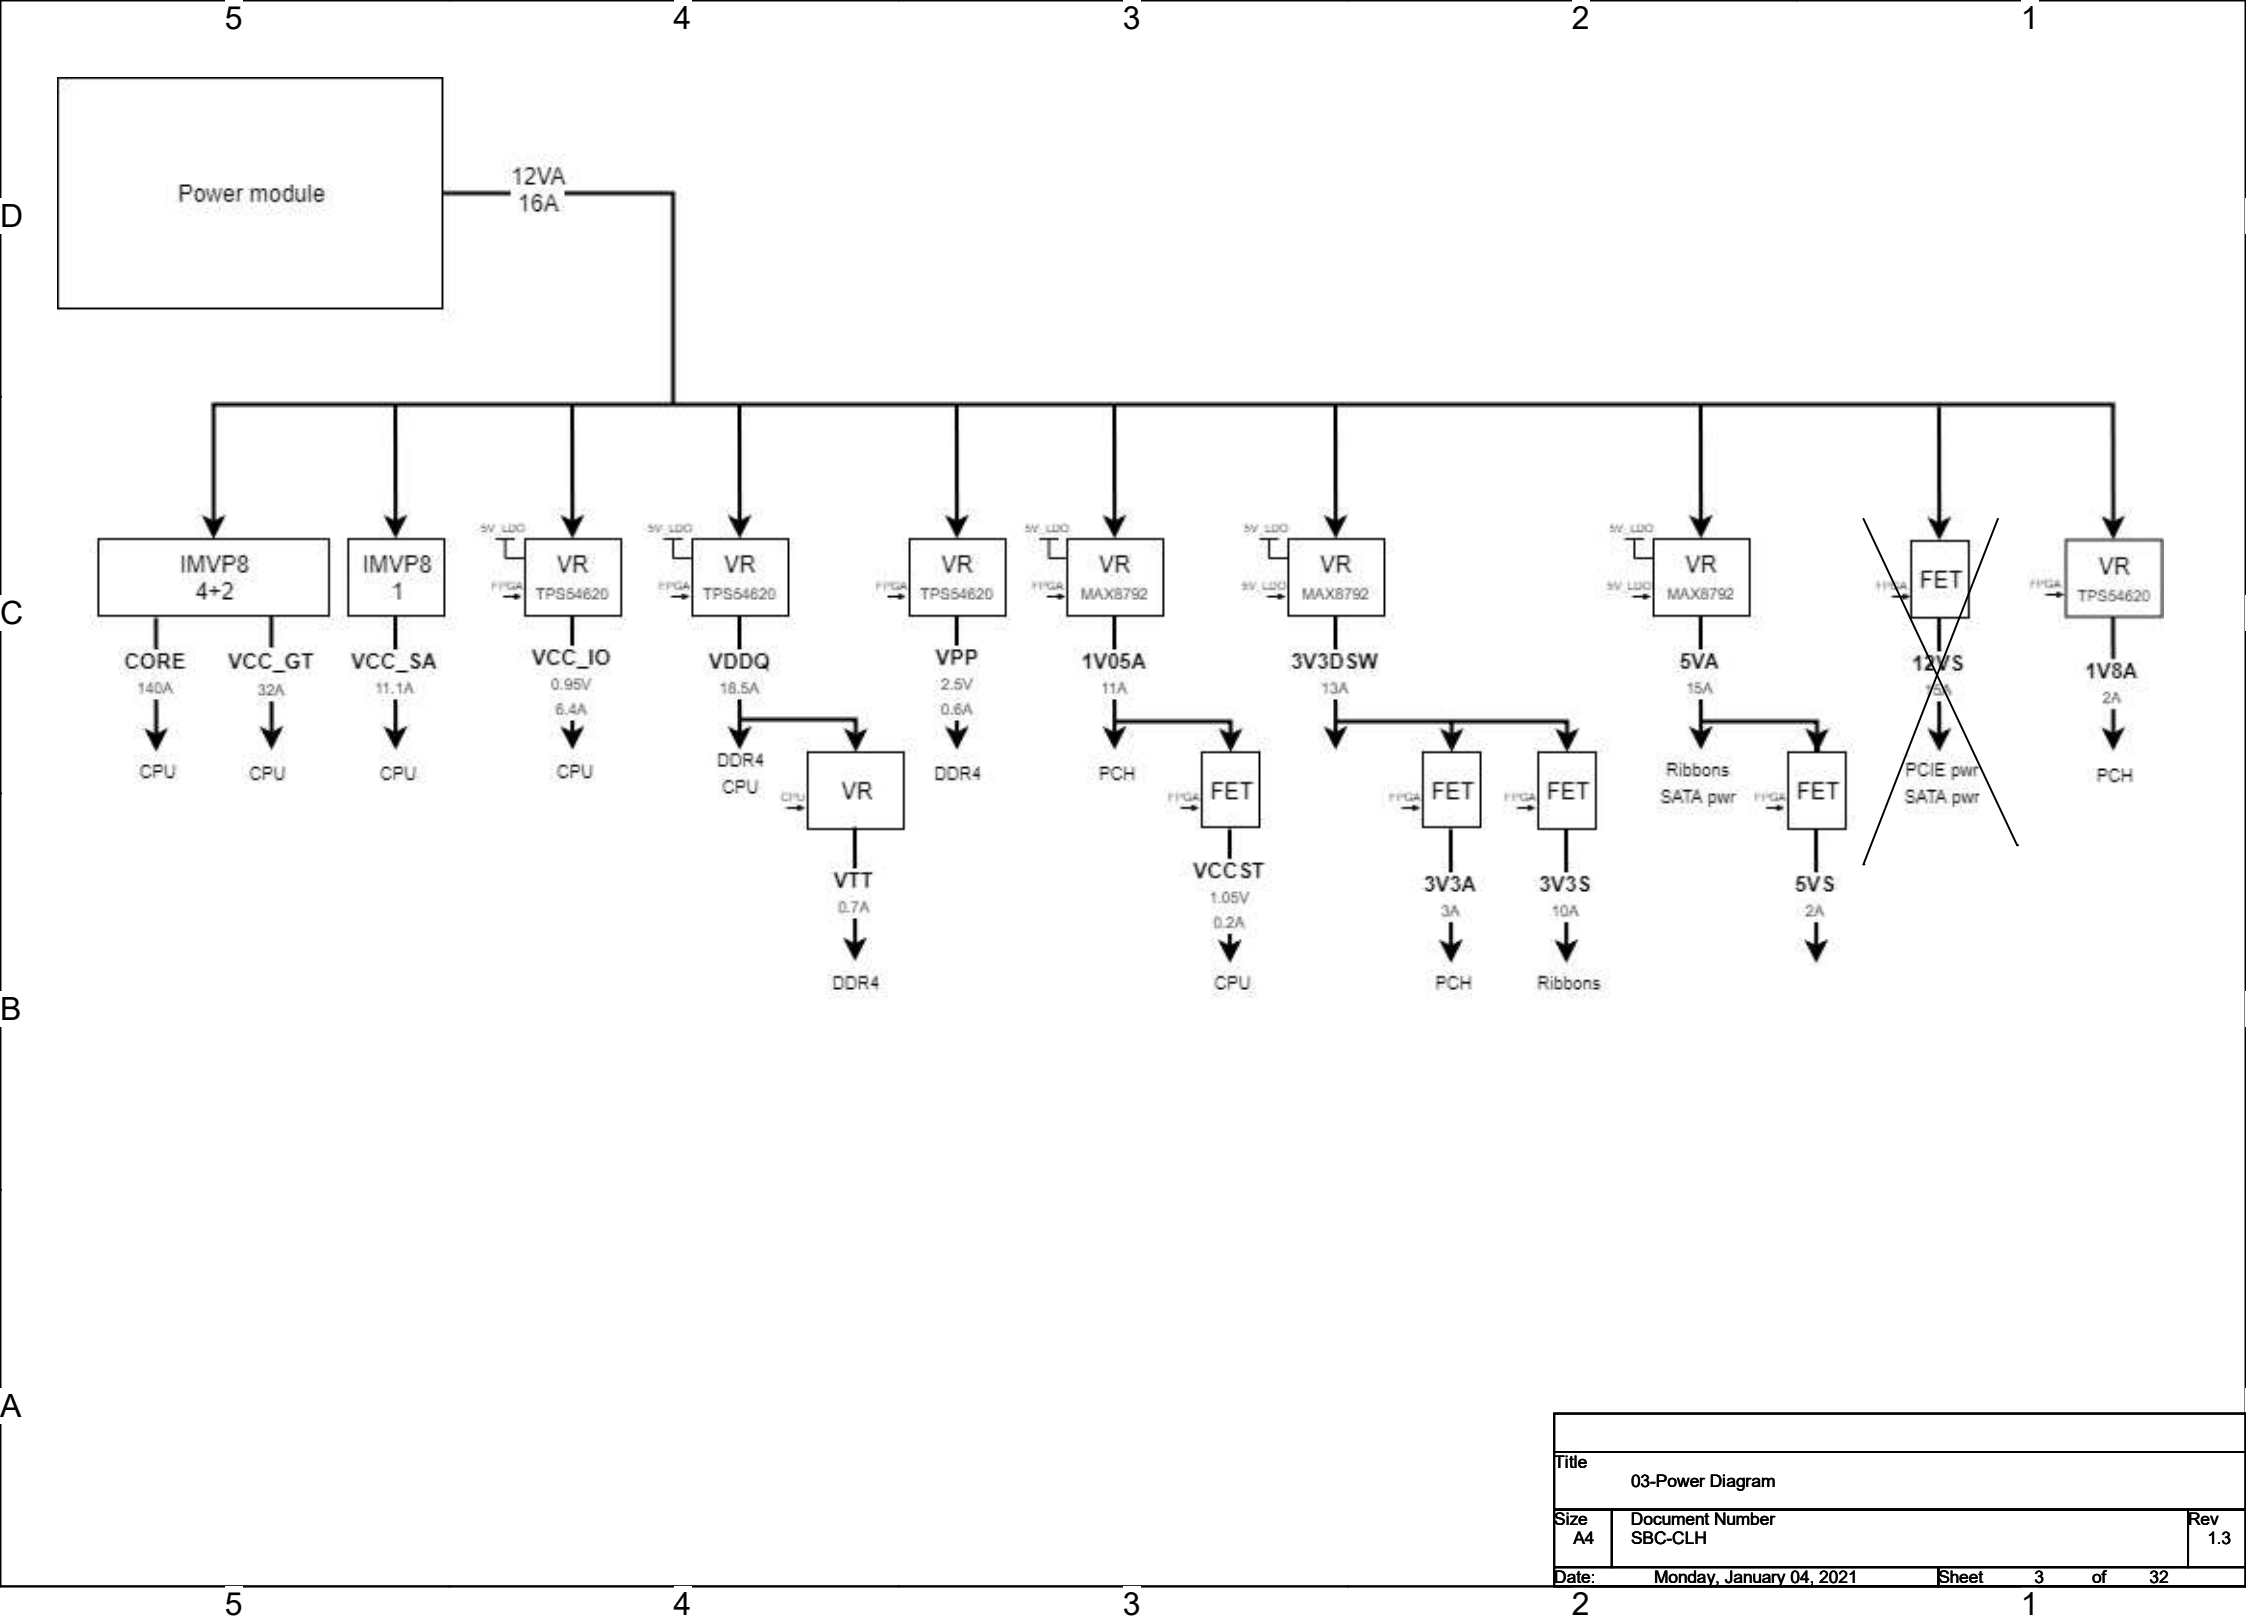 5 4 3 2 1
D
C
B
A
Power module
12VA
16A
IMVP8
4+2
CORE
140A
CPU
VCC_GT
32A
CPU
IMVP8
1
VCC_SA
11.1A
CPU
5V_LDO
FPGA
VR
TPS54620
VCC_IO
0.95V
6.4A
CPU
5V_LDO
FPGA
VR
TPS54620
VDDQ
18.5A
DDR4
CPU
CPU
VR
VTT
0.7A
DDR4
FPGA
VR
TPS54620
VPP
2.5V
0.6A
DDR4
5V_LDO
FPGA
VR
MAX8792
1V05A
11A
PCH
FPGA
FET
VCCST
1.05V
0.2A
CPU
5V_LDO
5V_LDO
VR
MAX8792
3V3DSW
13A
FPGA
FET
3V3A
3A
PCH
FPGA
FET
3V3S
10A
Ribbons
5V_LDO
5V_LDO
VR
MAX8792
5VA
15A
Ribbons
SATA pwr
FPGA
FET
5VS
2A
FPGA
FET
12VS
15A
PCIE pwr
SATA pwr
FPGA
VR
TPS54620
1V8A
2A
PCH
Title
03-Power Diagram
Size
A4
Document Number
SBC-CLH
Rev
1.3
Date: Monday, January 04, 2021
Sheet 3 of 32
5 4 3 2 1